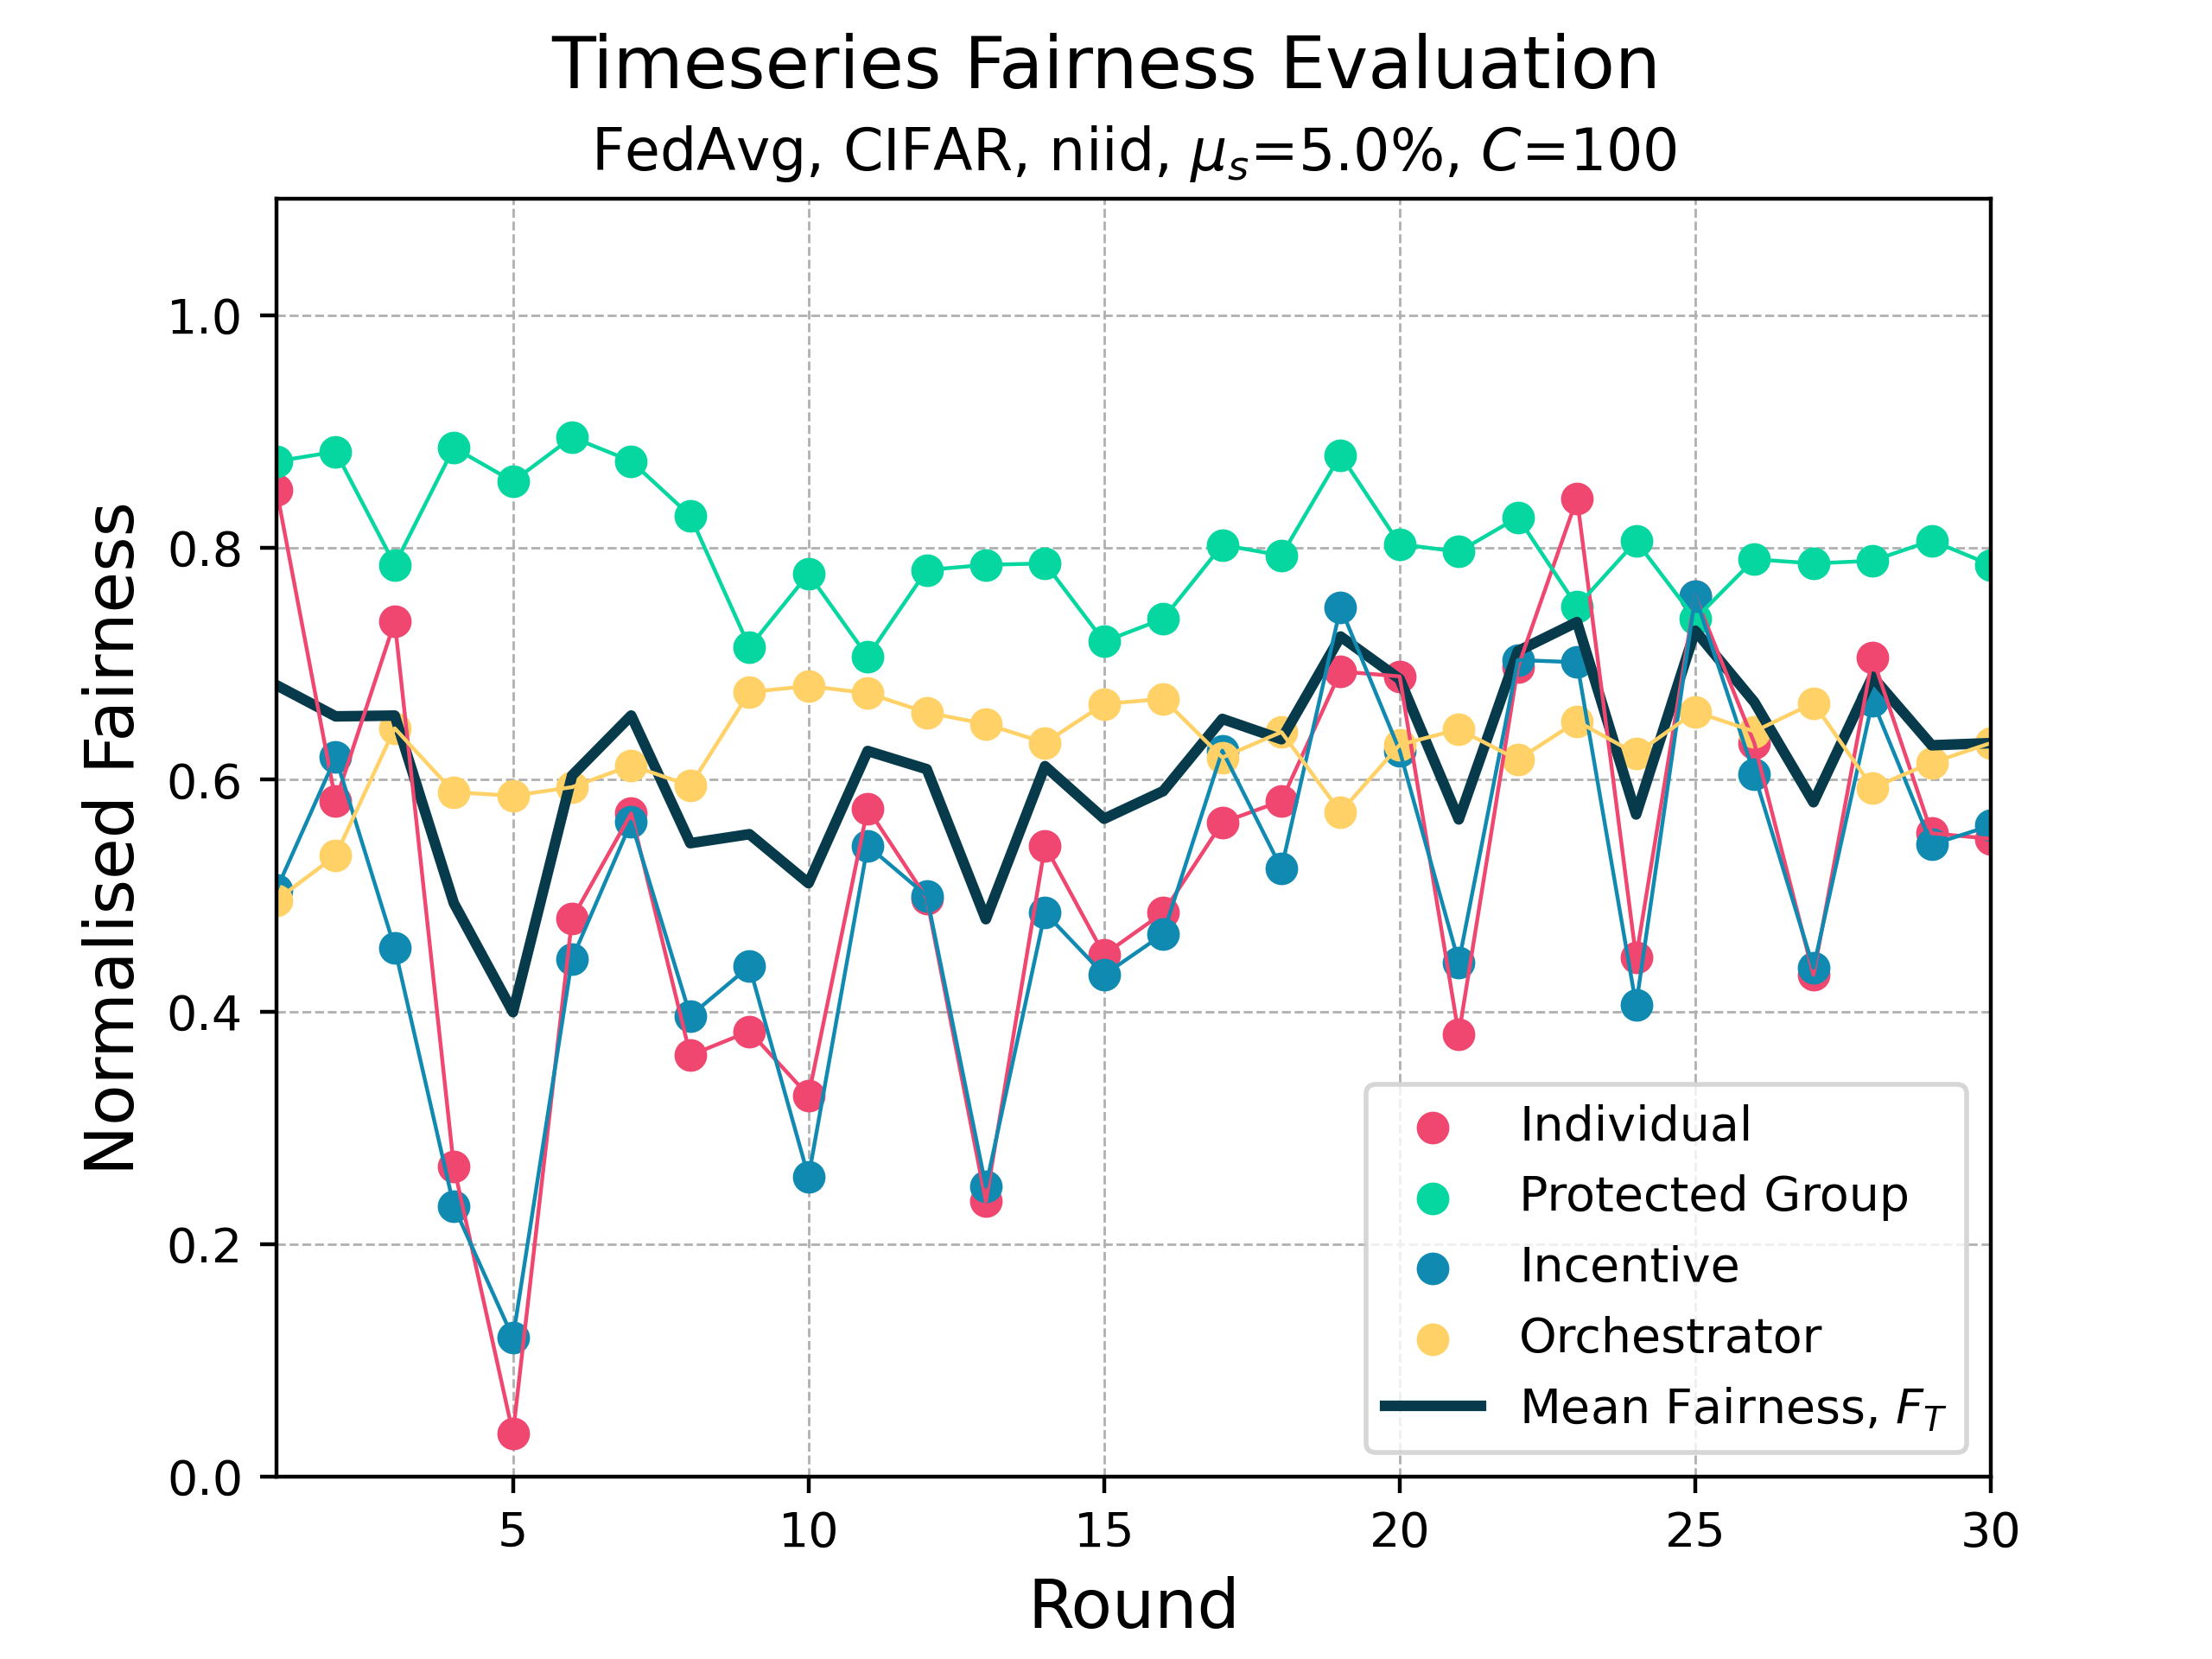 Timeseries Fairness Evaluation
FedAvg, CIFAR, niid, μₛ=5.0%, C=100
Normalised Fairness
1.0
0.8
0.6
0.4
0.2
0.0
Individual
Protected Group
Incentive
Orchestrator
Mean Fairness, F_T
5 10 15 20 25 30
Round